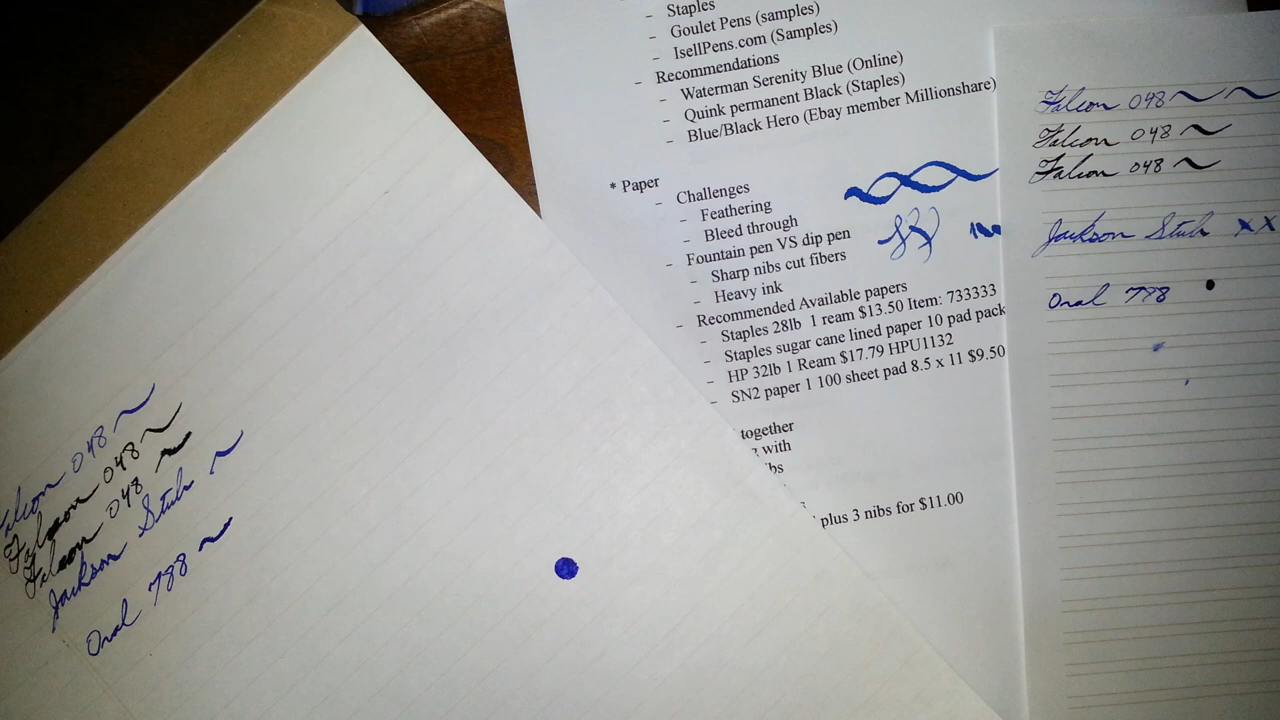 - Staples
- Goulet Pens (samples)
- IsellPens.com (Samples)
- Recommendations
- Waterman Serenity Blue (Online)
- Quink permanent Black (Staples)
- Blue/Black Hero (Ebay member Millionshare)
* Paper
- Challenges
- Feathering
- Bleed through
- Fountain pen VS dip pen
- Sharp nibs cut fibers
- Heavy ink
- Recommended Available papers
- Staples 28lb 1 ream $13.50 Item: 733333
- Staples sugar cane lined paper 10 pad pack
- HP 32lb 1 Ream $17.79 HPU1132
- SN2 paper 1 100 sheet pad 8.5 x 11 $9.50
together
with
plus 3 nibs for $11.00
Falcon 048
Falcon 048
Falcon 048
Jackson Stub
Oral 788
Falcon 048
Falcon 048
Falcon 048
Jackson Stub XX
Oral 788